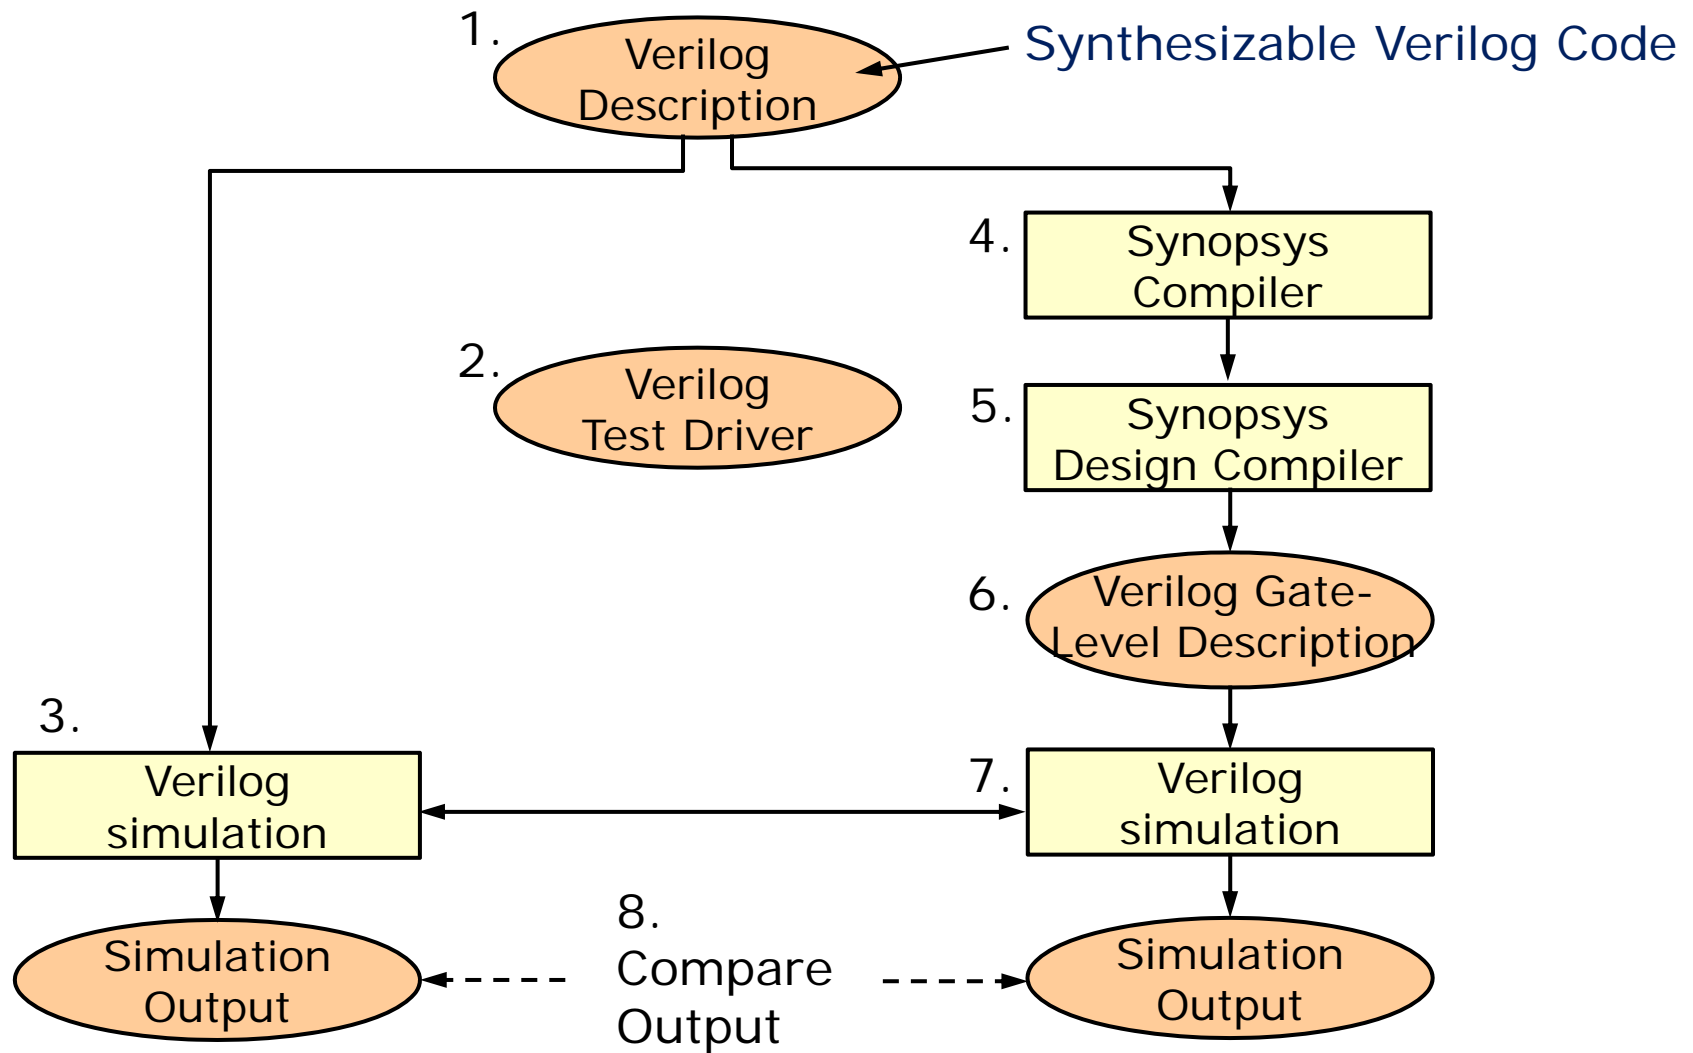 1.
Verilog
Description
Synthesizable Verilog Code
4.
Synopsys
Compiler
2.
Verilog
Test Driver
5.
Synopsys
Design Compiler
6.
Verilog Gate-
Level Description
3.
Verilog
simulation
7.
Verilog
simulation
Simulation
Output
8.
Compare
Output
Simulation
Output